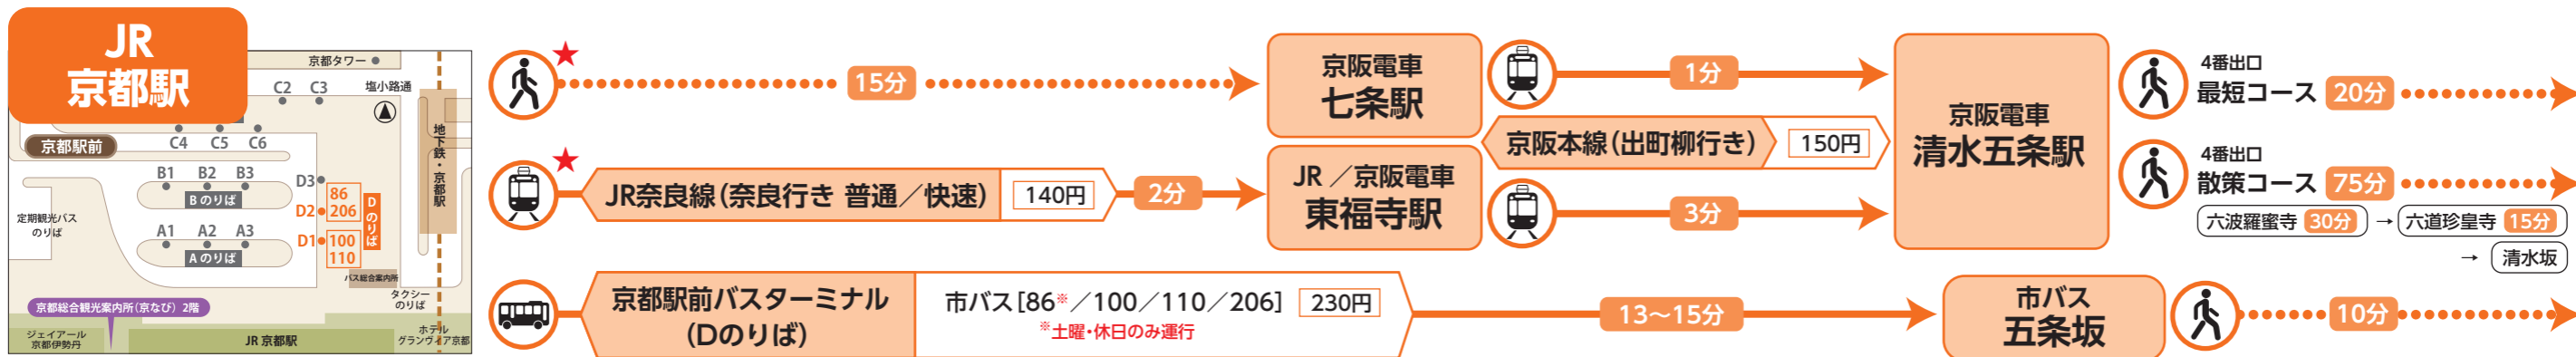 JR
京都駅
京都タワー
C2
C3
塩小路通
C4
C5
C6
京都駅前
地下鉄・京都駅
B1
B2
B3
Bのりば
D3
86
206
D2
Dのりば
定期観光バス
のりば
A1
A2
A3
Aのりば
D1
100
110
バス総合案内所
タクシー
のりば
京都総合観光案内所(京なび) 2階
ジェイアール
京都伊勢丹
JR 京都駅
ホテル
グランヴィア京都
★
15分
京阪電車
七条駅
1分
★
JR奈良線(奈良行き 普通/快速)
140円
2分
JR/京阪電車
東福寺駅
京阪本線(出町柳行き)
150円
3分
京阪電車
清水五条駅
4番出口
最短コース
20分
4番出口
散策コース
75分
六波羅蜜寺 30分 → 六道珍皇寺 15分
→ 清水坂
京都駅前バスターミナル
(Dのりば)
市バス[86※/100/110/206]
230円
※土曜・休日のみ運行
13〜15分
市バス
五条坂
10分